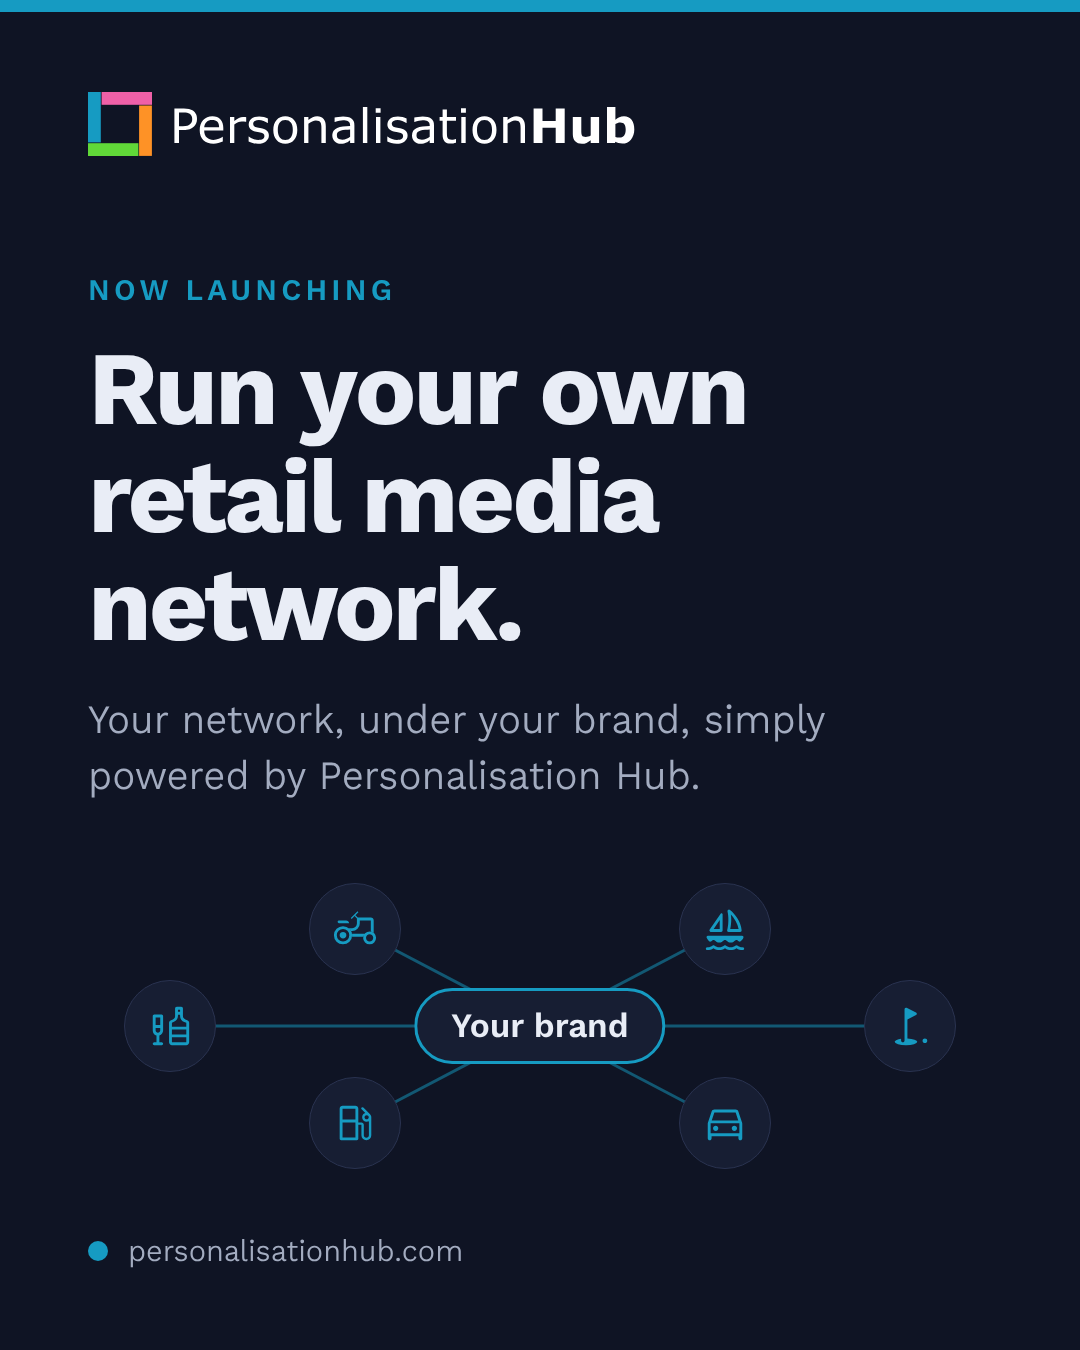 PersonalisationHub
NOW LAUNCHING
Run your own
retail media
network.
Your network, under your brand, simply
powered by Personalisation Hub.
Your brand
personalisationhub.com